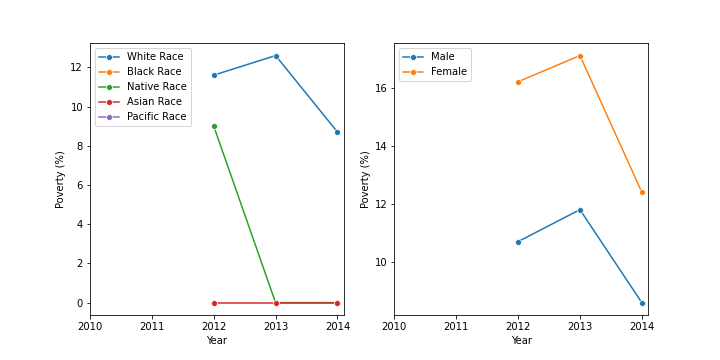 White Race
Black Race
Native Race
Asian Race
Pacific Race
12
10
8
6
4
2
0
Poverty (%)
2010 2011 2012 2013 2014
Year
Male
Female
16
14
12
10
Poverty (%)
2010 2011 2012 2013 2014
Year